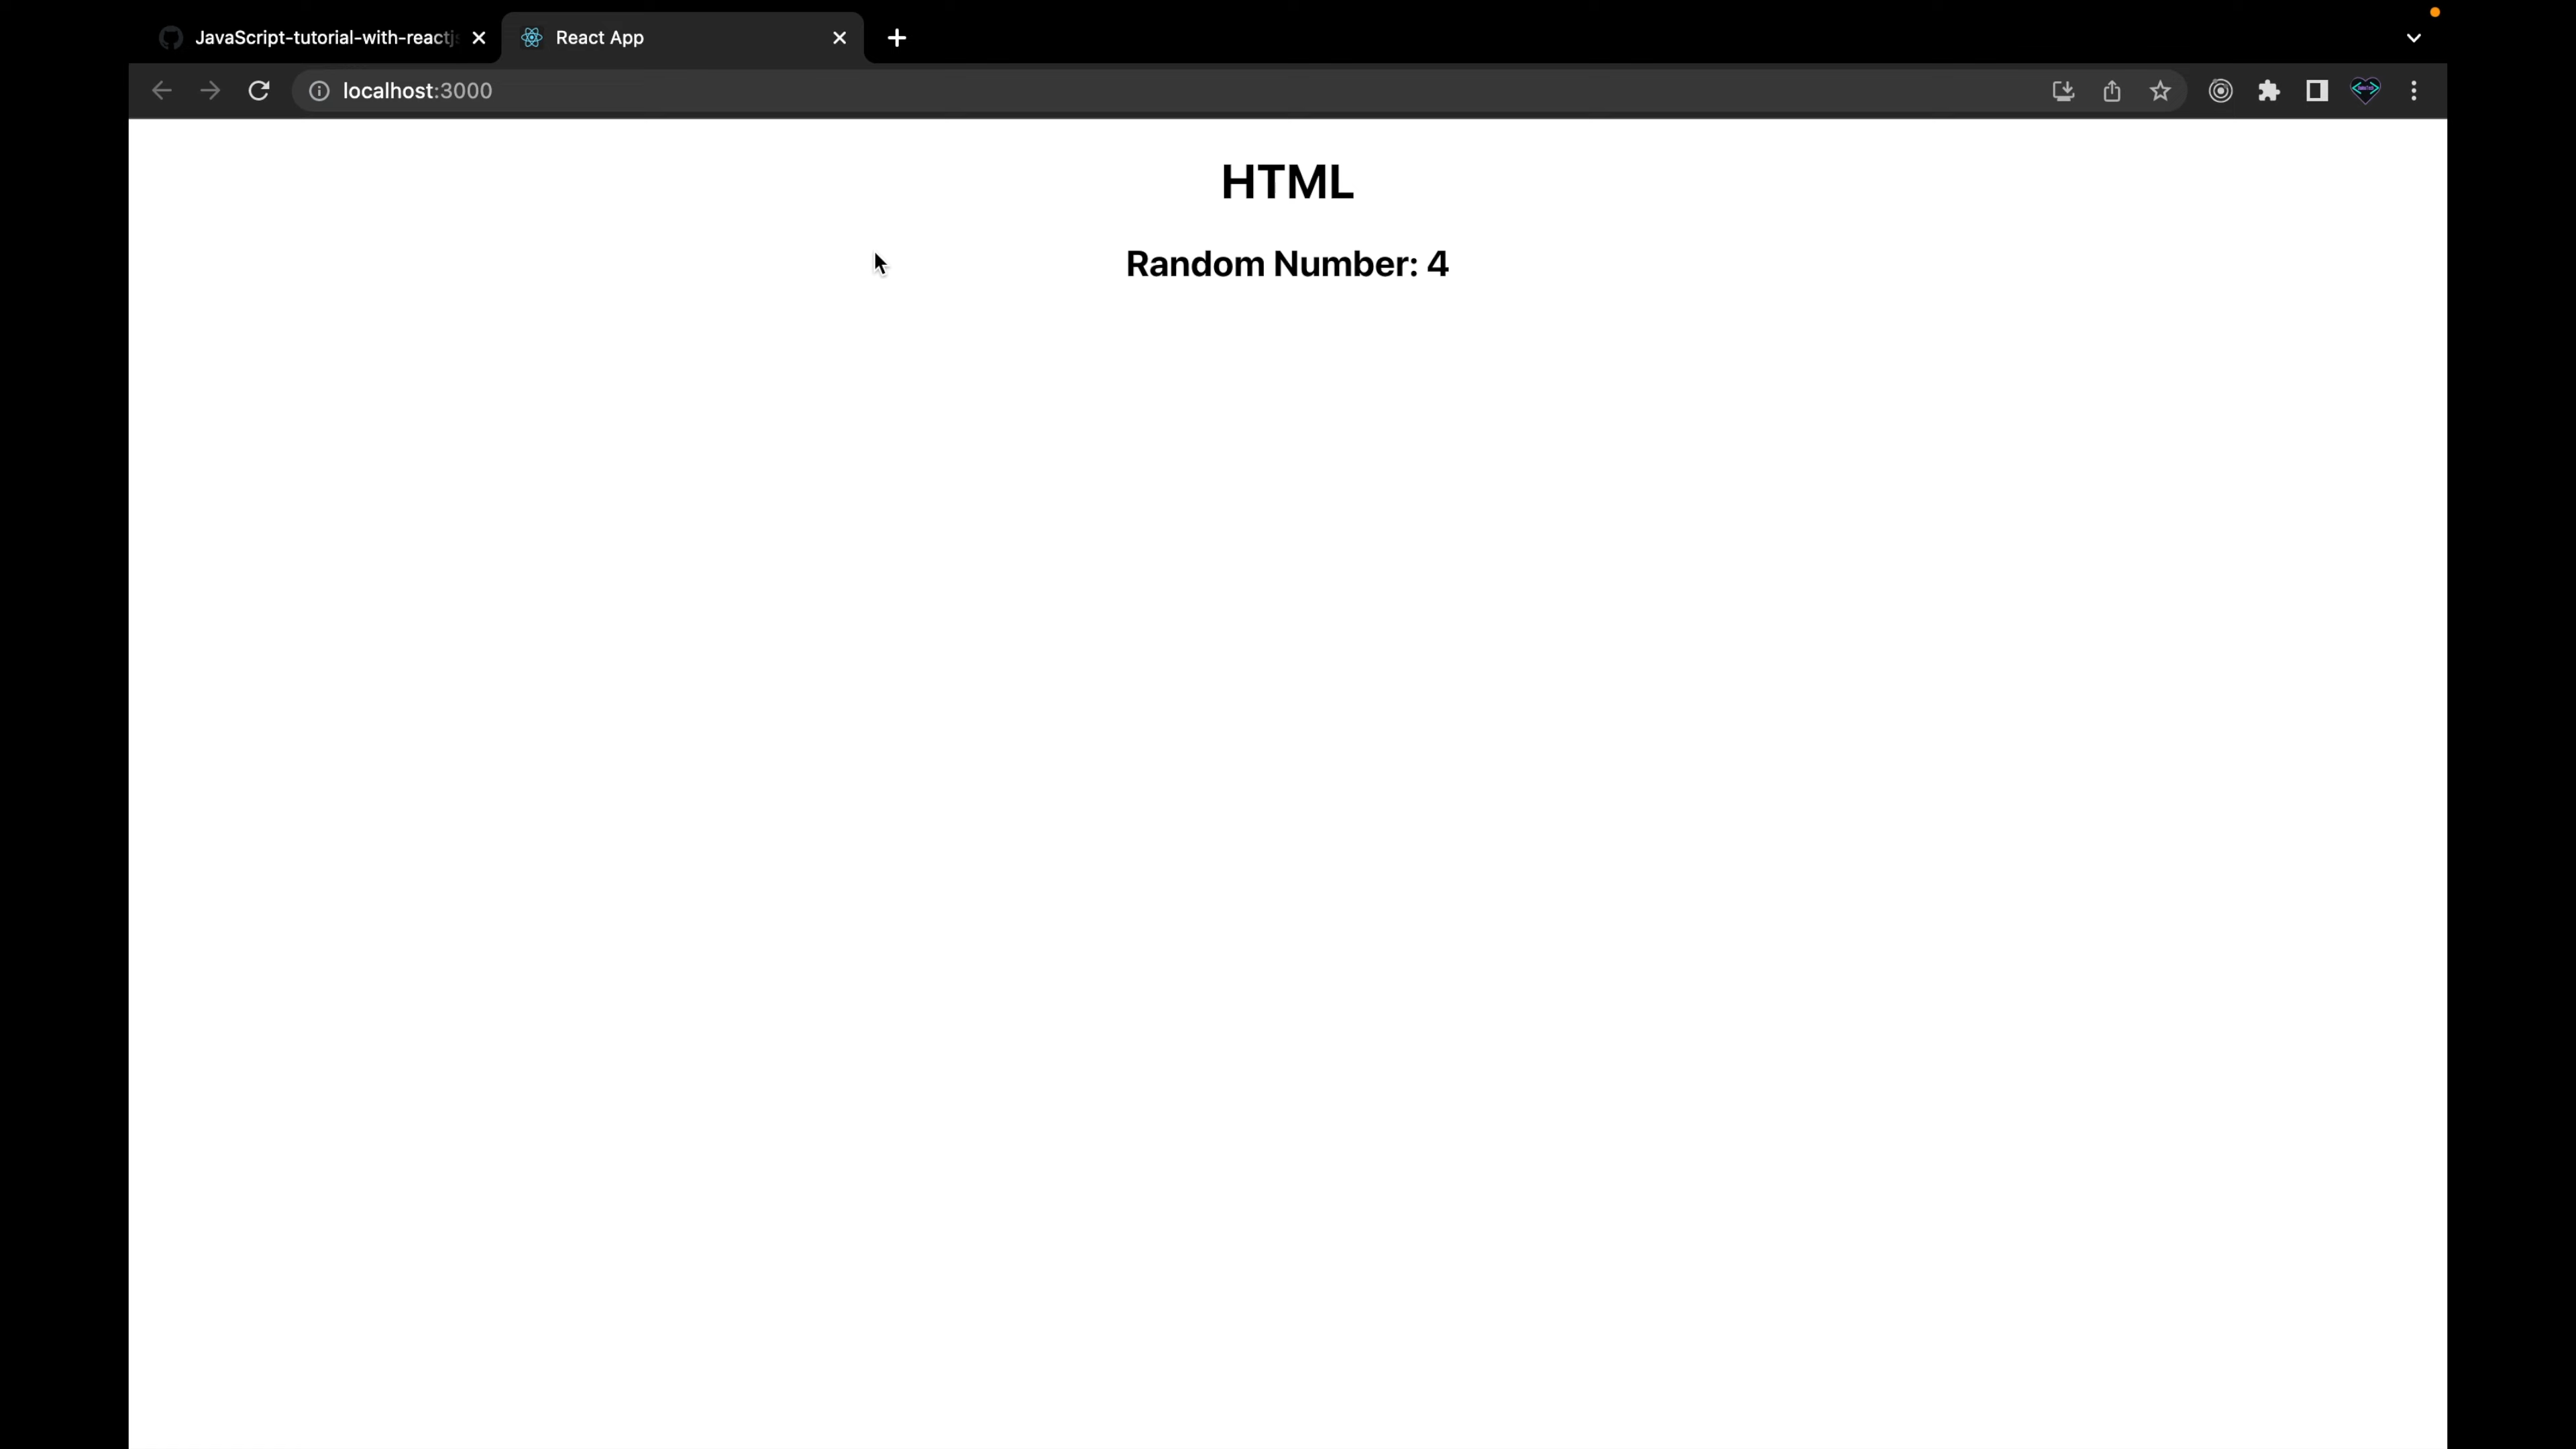 JavaScript-tutorial-with-reactj
React App
localhost:3000
HTML
Random Number: 4